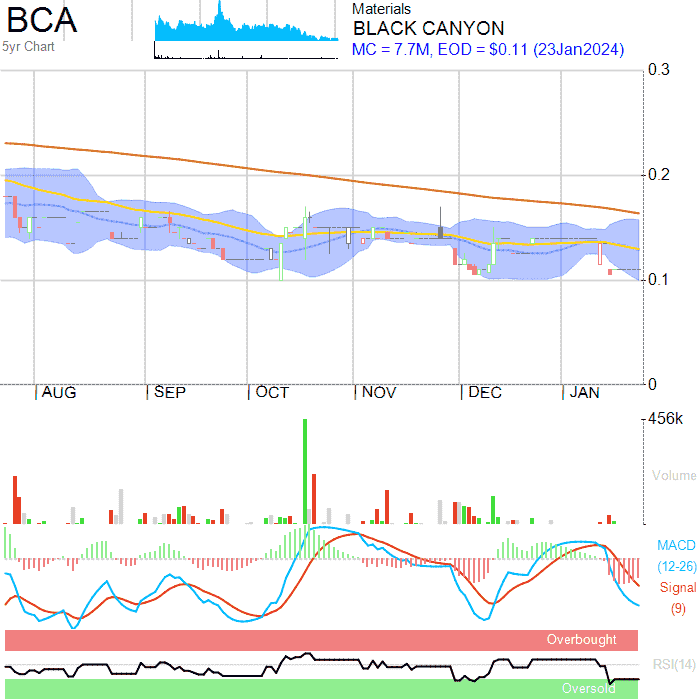 BCA
5yr Chart
Materials
BLACK CANYON
MC = 7.7M, EOD = $0.11 (23Jan2024)
0.3
0.2
0.1
0
AUG SEP OCT NOV DEC JAN
456k
Volume
MACD
(12-26)
Signal
(9)
Overbought
RSI(14)
Oversold